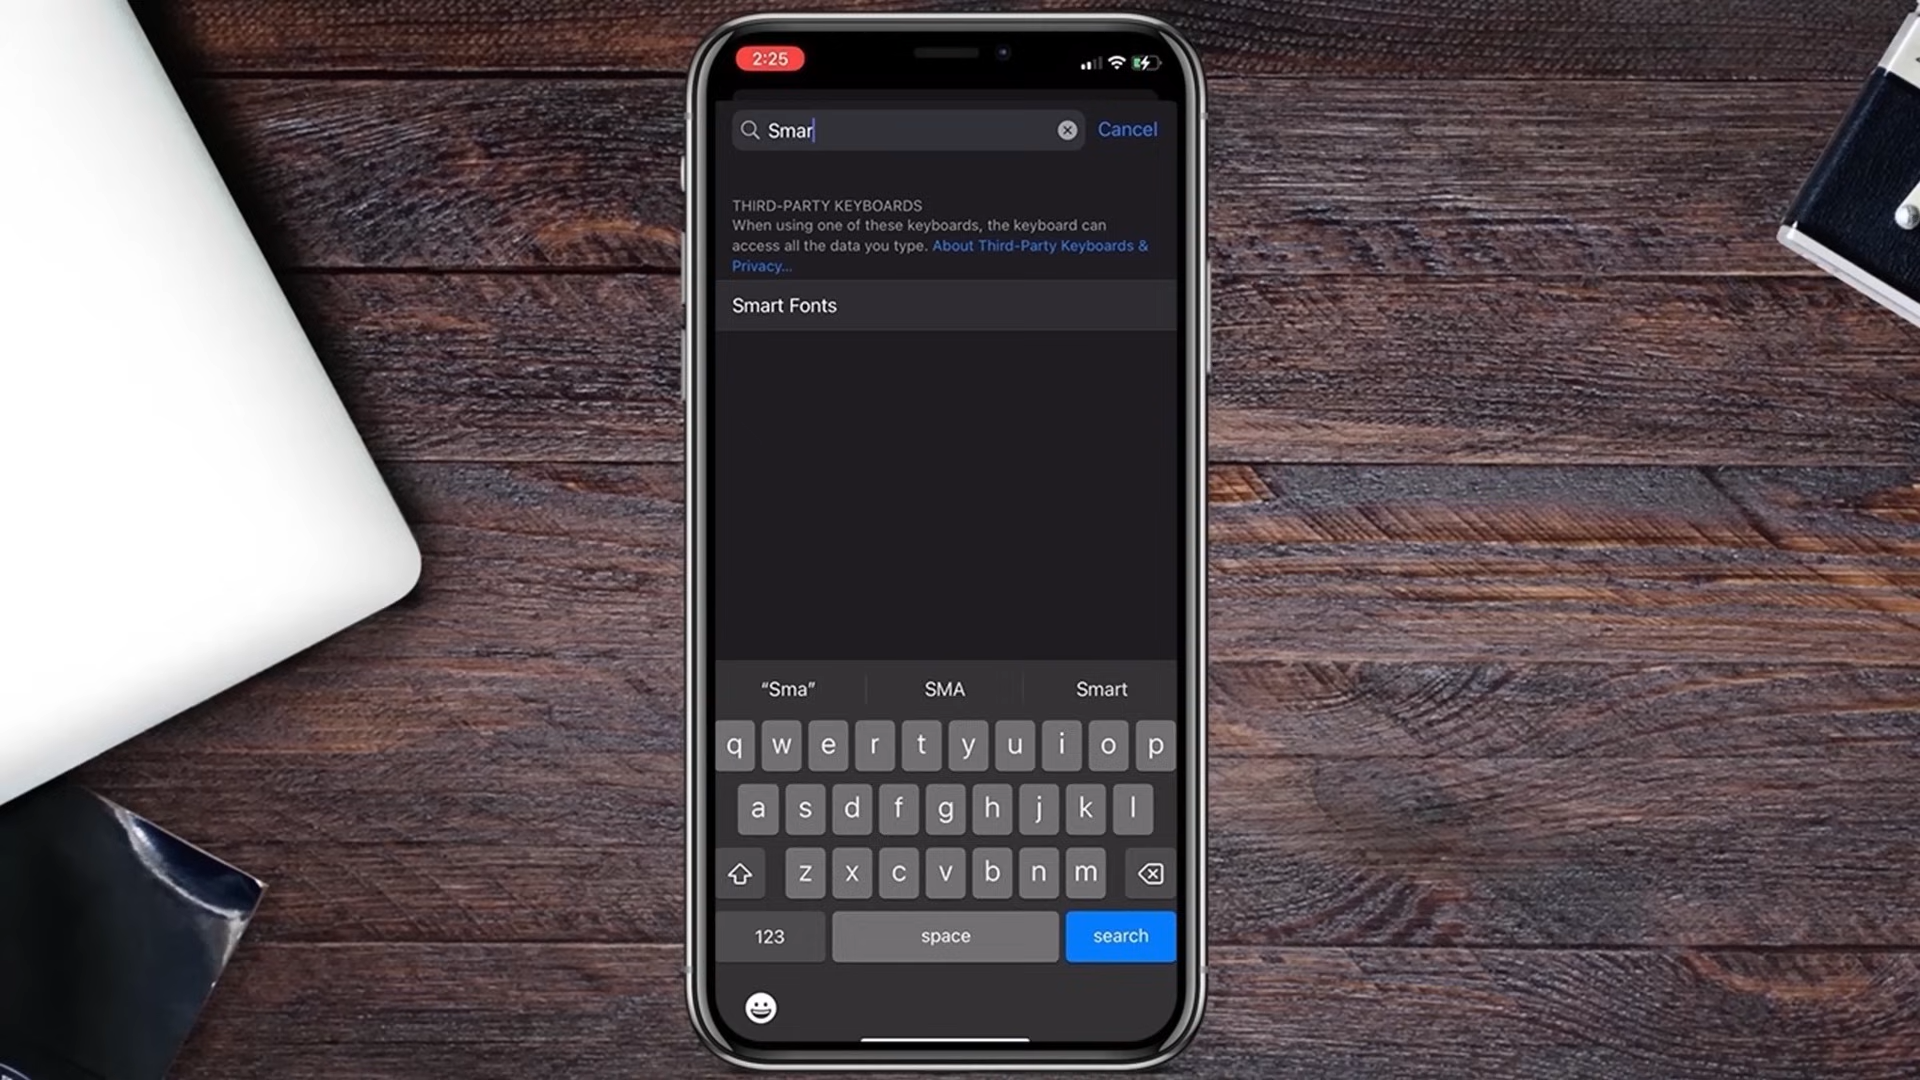 2:25
Smar
Cancel
THIRD-PARTY KEYBOARDS
When using one of these keyboards, the keyboard can
access all the data you type. About Third-Party Keyboards &
Privacy...
Smart Fonts
“Sma”
SMA
Smart
q w e r t y u i o p
a s d f g h j k l
z x c v b n m
123
space
search